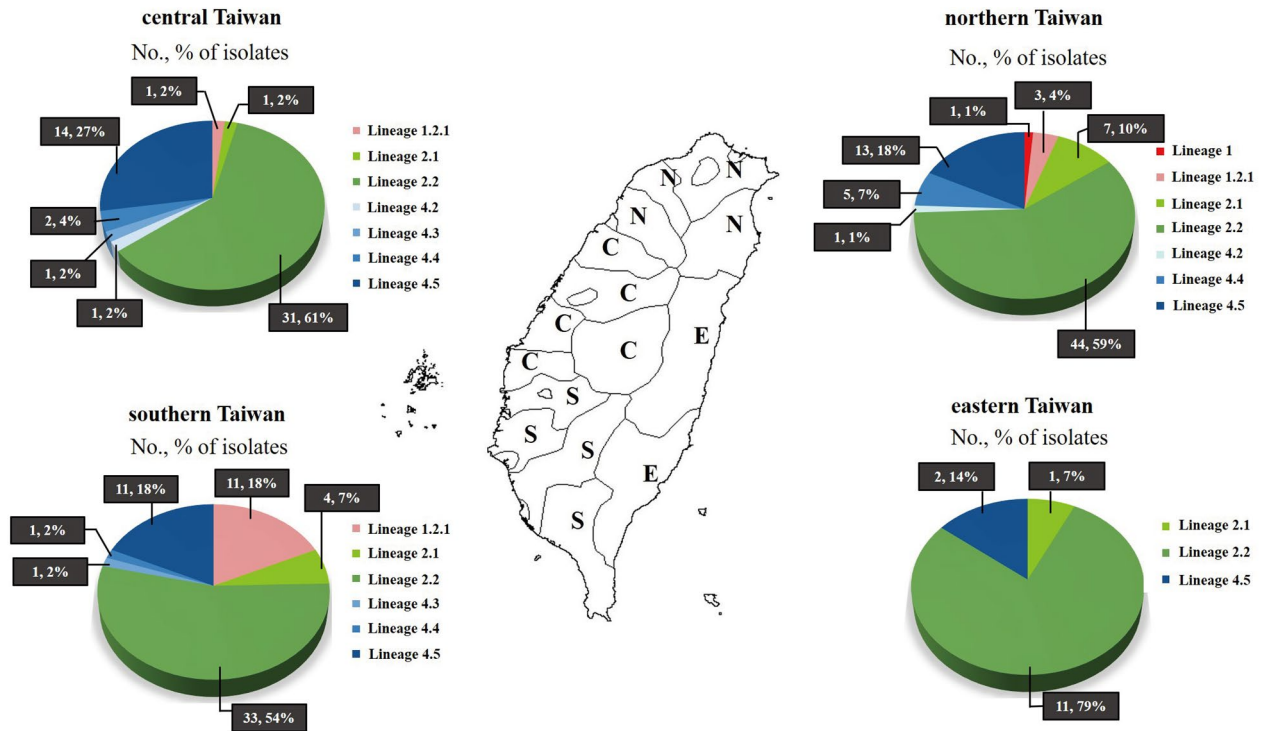 central Taiwan
No., % of isolates
1, 2%
1, 2%
14, 27%
2, 4%
1, 2%
1, 2%
31, 61%
Lineage 1.2.1
Lineage 2.1
Lineage 2.2
Lineage 4.2
Lineage 4.3
Lineage 4.4
Lineage 4.5
northern Taiwan
No., % of isolates
3, 4%
1, 1%
7, 10%
13, 18%
5, 7%
1, 1%
44, 59%
Lineage 1
Lineage 1.2.1
Lineage 2.1
Lineage 2.2
Lineage 4.2
Lineage 4.4
Lineage 4.5
N
N
N
N
C
C
C
C
C
E
S
S
S
E
S
southern Taiwan
No., % of isolates
11, 18%
11, 18%
4, 7%
1, 2%
1, 2%
33, 54%
Lineage 1.2.1
Lineage 2.1
Lineage 2.2
Lineage 4.3
Lineage 4.4
Lineage 4.5
eastern Taiwan
No., % of isolates
2, 14%
1, 7%
11, 79%
Lineage 2.1
Lineage 2.2
Lineage 4.5